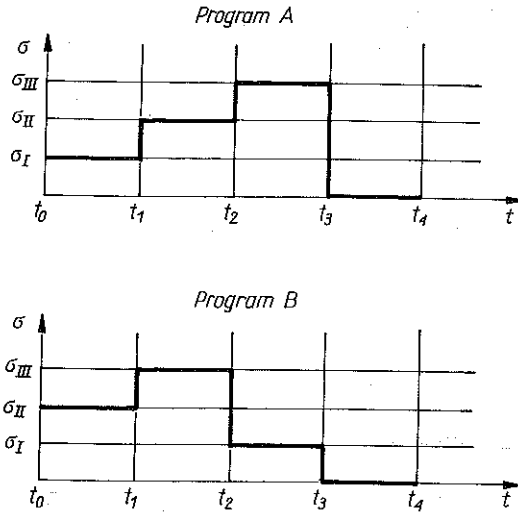 Program A
σ
σIII
σII
σI
t0 t1 t2 t3 t4 t
Program B
σ
σIII
σII
σI
t0 t1 t2 t3 t4 t